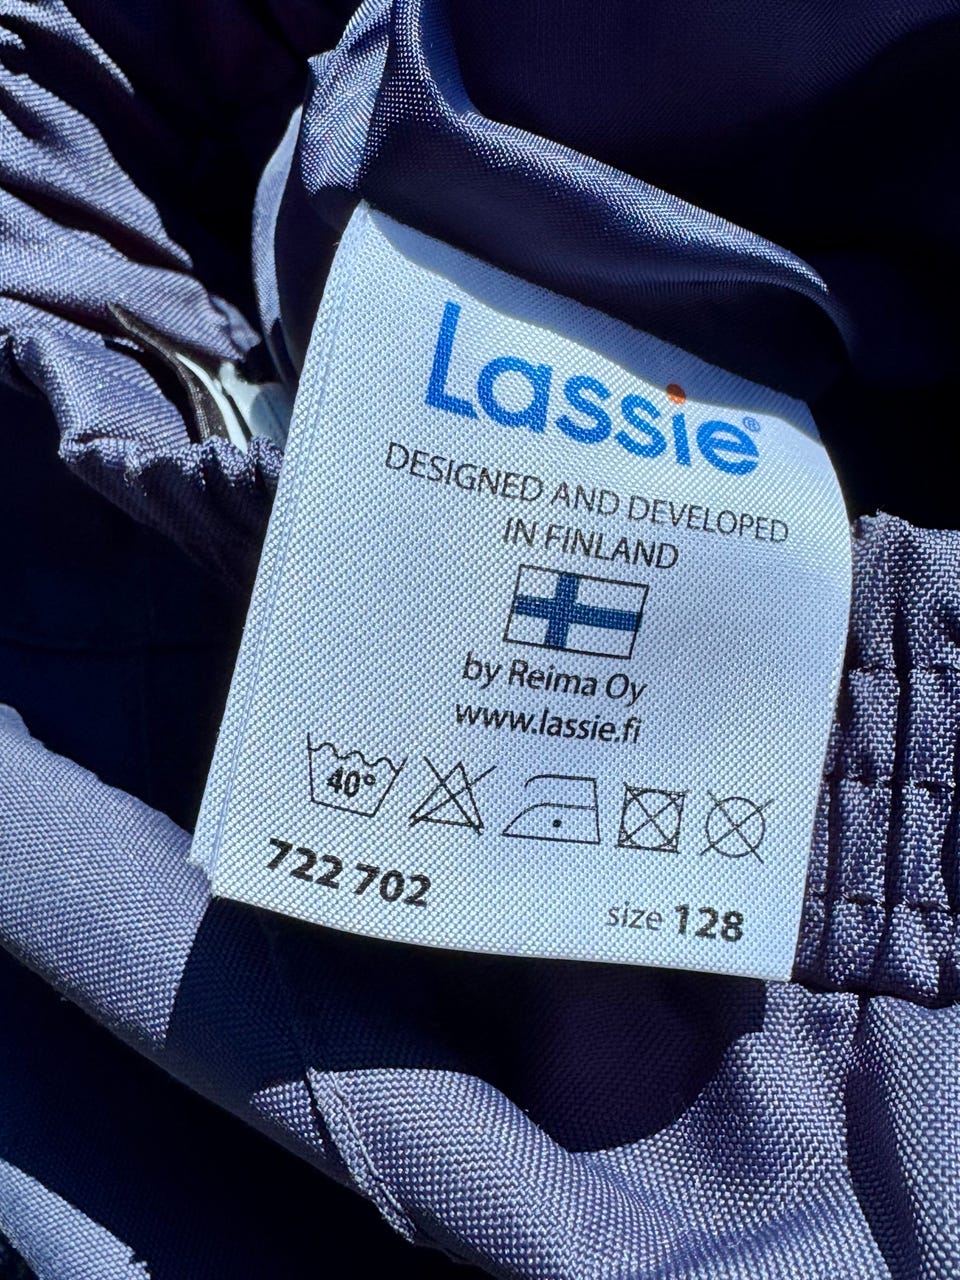 Lassie®
DESIGNED AND DEVELOPED
IN FINLAND
by Reima Oy
www.lassie.fi
40°
722 702
size 128